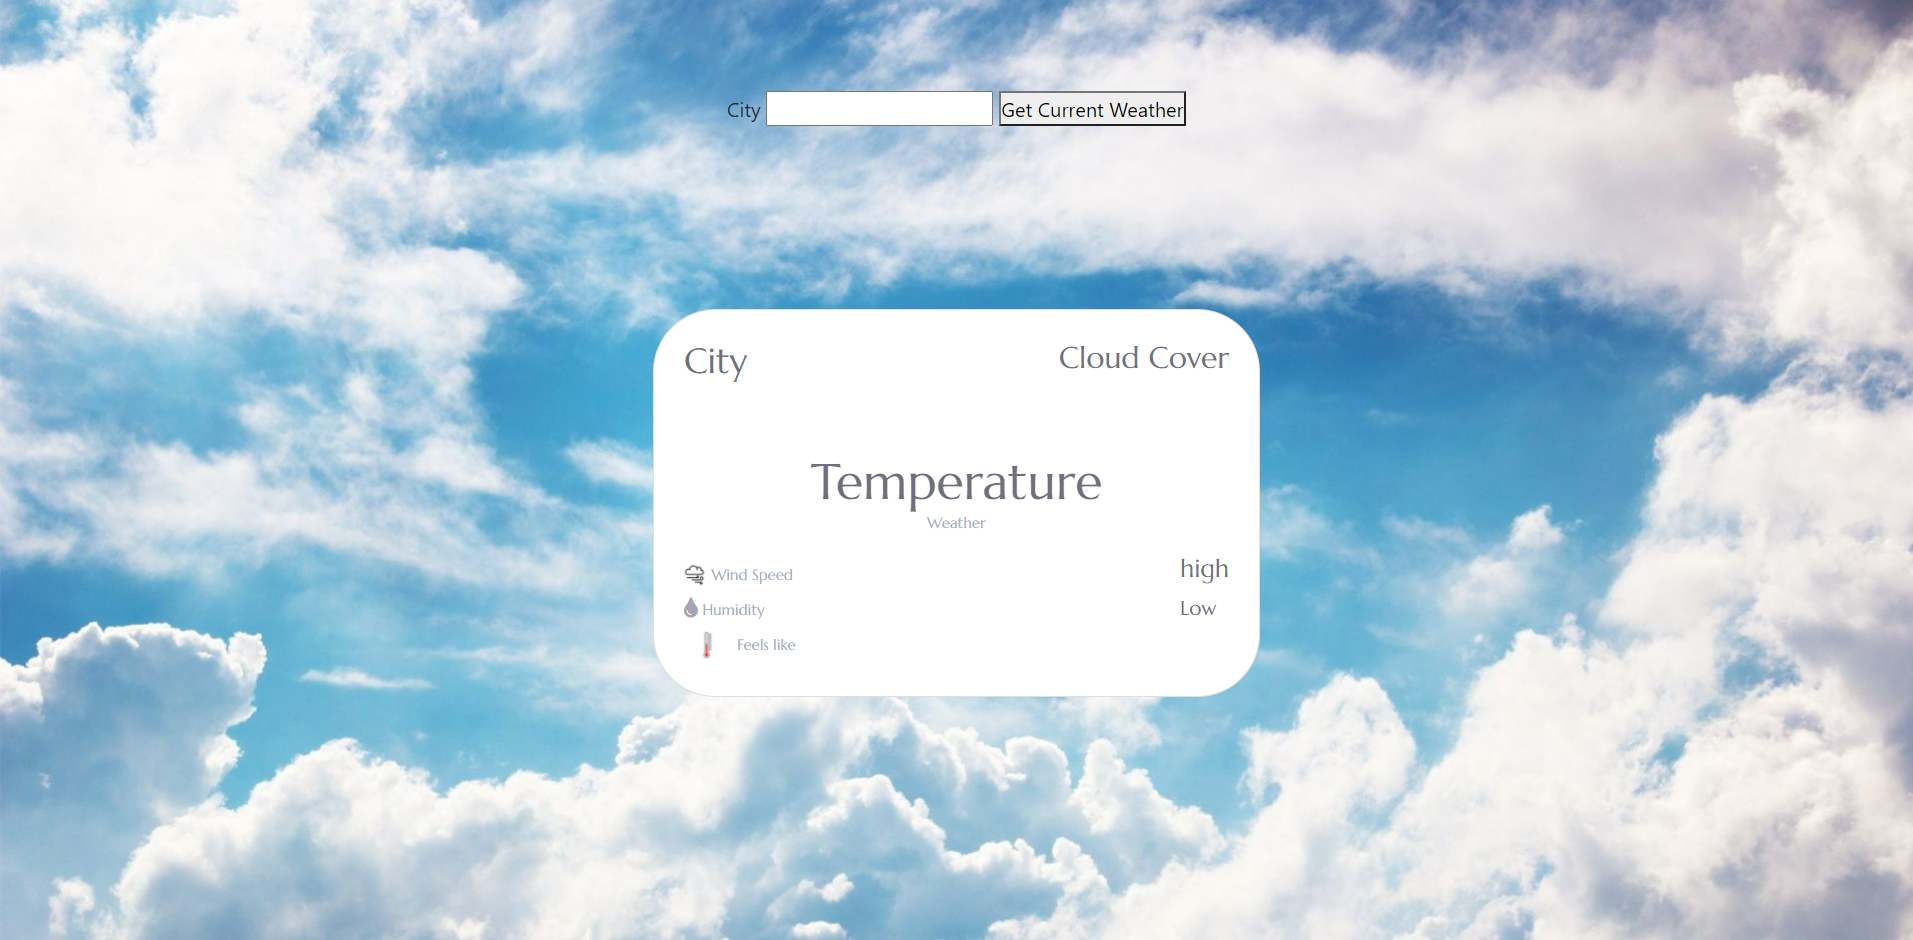 City Get Current Weather
City Cloud Cover
Temperature
Weather
Wind Speed high
Humidity Low
Feels like